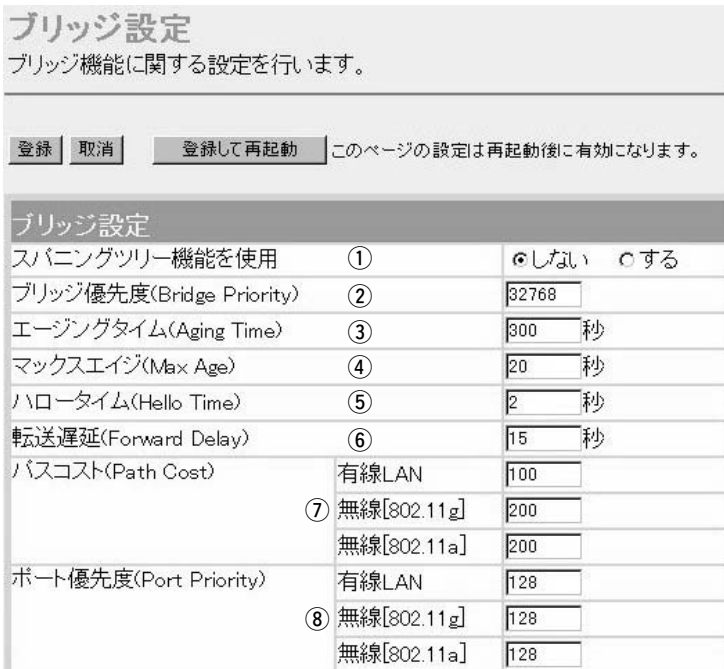 ブリッジ設定
ブリッジ機能に関する設定を行います。
登録 取消 登録して再起動 このページの設定は再起動後に有効になります。
ブリッジ設定
スパニングツリー機能を使用 ① しない する
ブリッジ優先度(Bridge Priority) ② 32768
エージングタイム(Aging Time) ③ 300 秒
マックスエイジ(Max Age) ④ 20 秒
ハロータイム(Hello Time) ⑤ 2 秒
転送遅延(Forward Delay) ⑥ 15 秒
パスコスト(Path Cost) 有線LAN 100
⑦ 無線[802.11g] 200
無線[802.11a] 200
ポート優先度(Port Priority) 有線LAN 128
⑧ 無線[802.11g] 128
無線[802.11a] 128